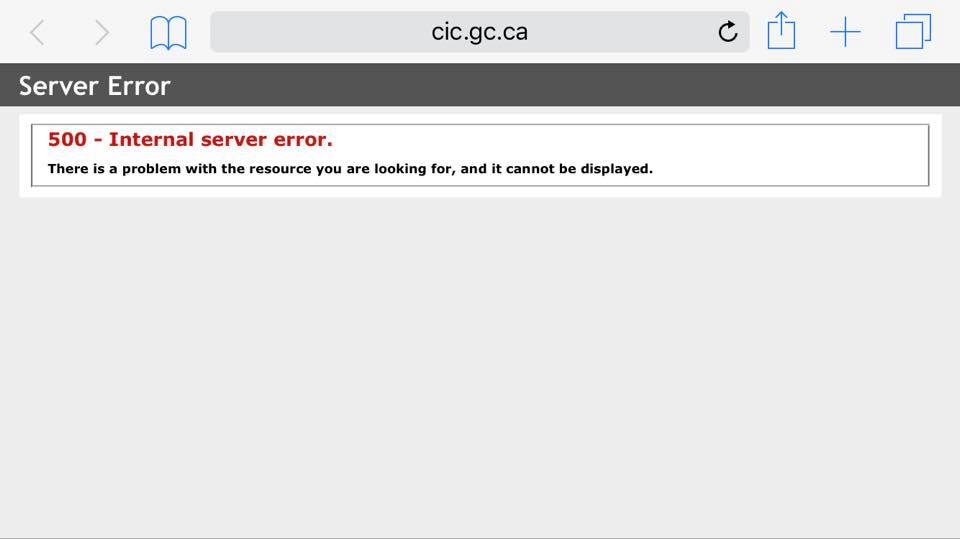 cic.gc.ca
Server Error
500 - Internal server error.
There is a problem with the resource you are looking for, and it cannot be displayed.